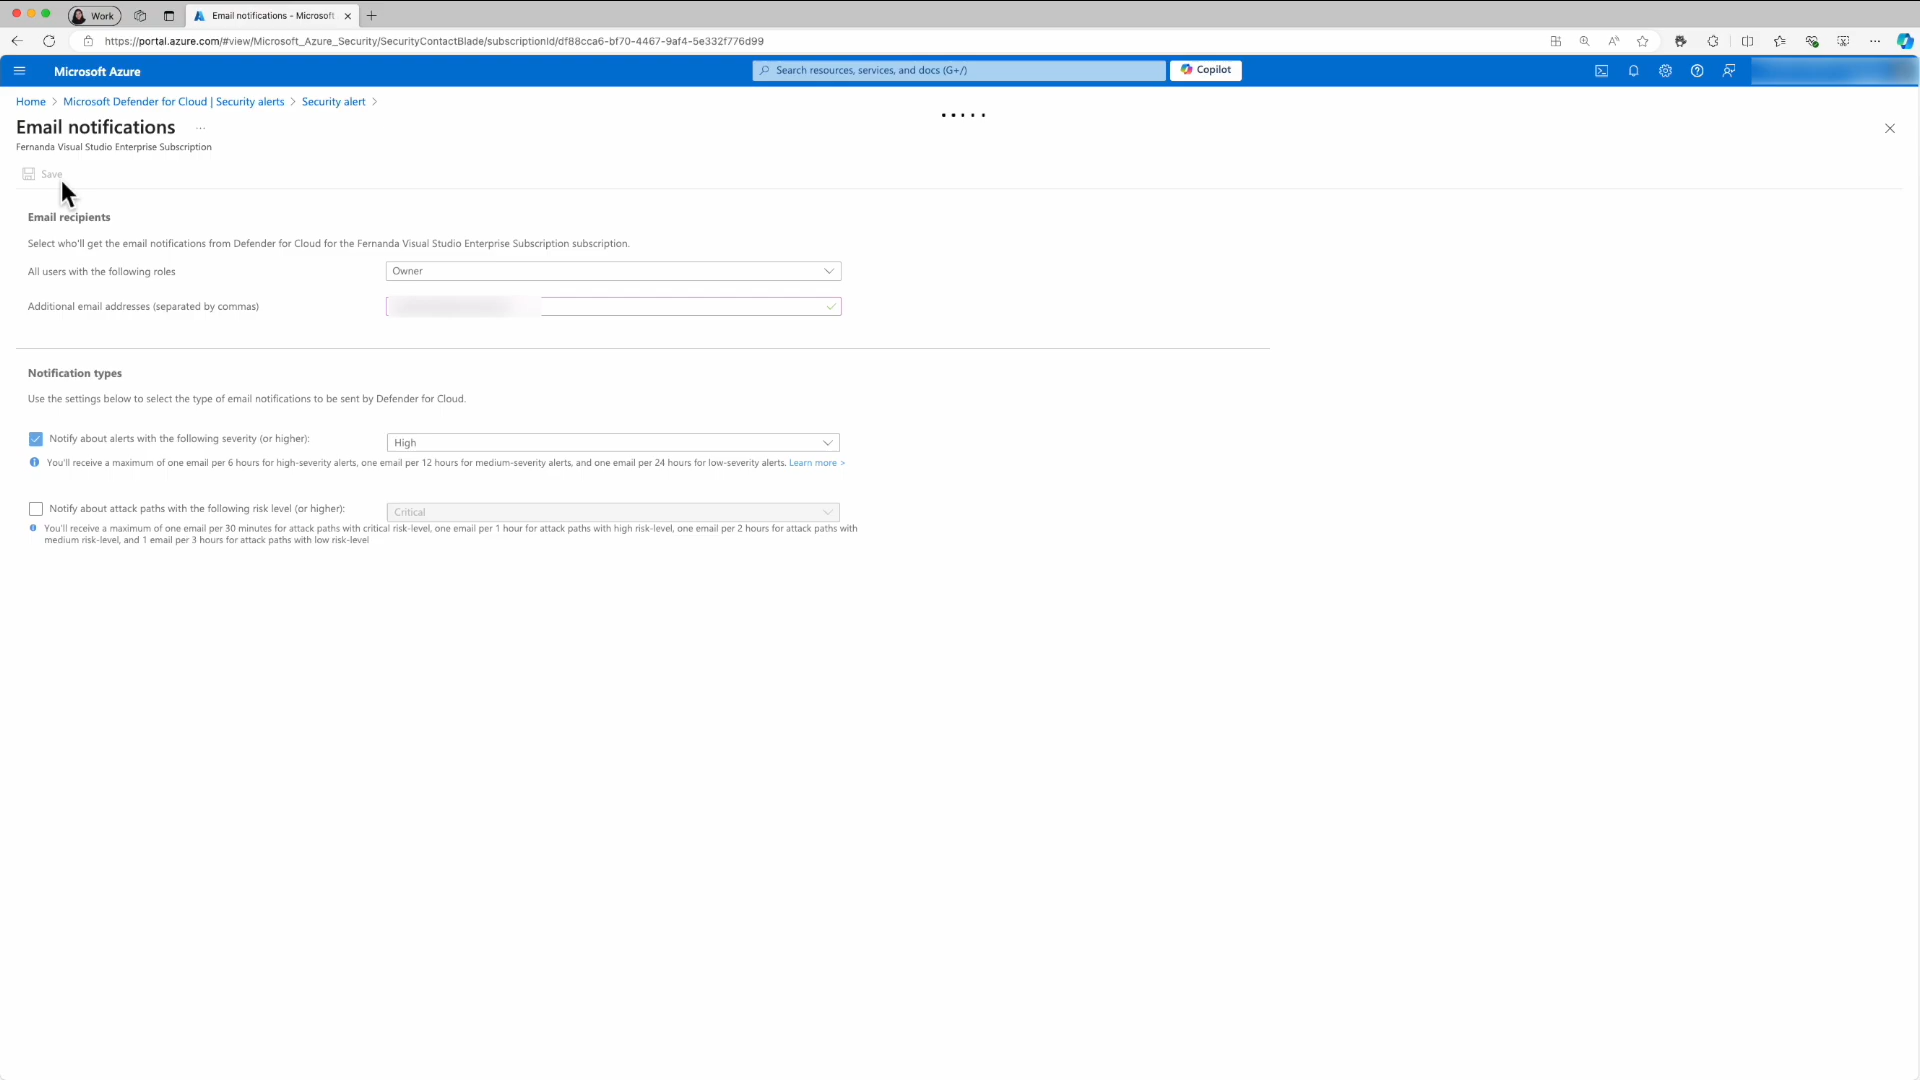 Work
Email notifications - Microsoft
https://portal.azure.com/#view/Microsoft_Azure_Security/SecurityContactBlade/subscriptionId/df88cca6-bf70-4467-9af4-5e332f776d99
Microsoft Azure
Search resources, services, and docs (G+/)
Copilot
Home > Microsoft Defender for Cloud | Security alerts > Security alert >
Email notifications ...
Fernanda Visual Studio Enterprise Subscription
Save
Email recipients
Select who'll get the email notifications from Defender for Cloud for the Fernanda Visual Studio Enterprise Subscription subscription.
All users with the following roles
Owner
Additional email addresses (separated by commas)
Notification types
Use the settings below to select the type of email notifications to be sent by Defender for Cloud.
Notify about alerts with the following severity (or higher):
High
You'll receive a maximum of one email per 6 hours for high-severity alerts, one email per 12 hours for medium-severity alerts, and one email per 24 hours for low-severity alerts. Learn more >
Notify about attack paths with the following risk level (or higher):
Critical
You'll receive a maximum of one email per 30 minutes for attack paths with critical risk-level, one email per 1 hour for attack paths with high risk-level, one email per 2 hours for attack paths with
medium risk-level, and 1 email per 3 hours for attack paths with low risk-level